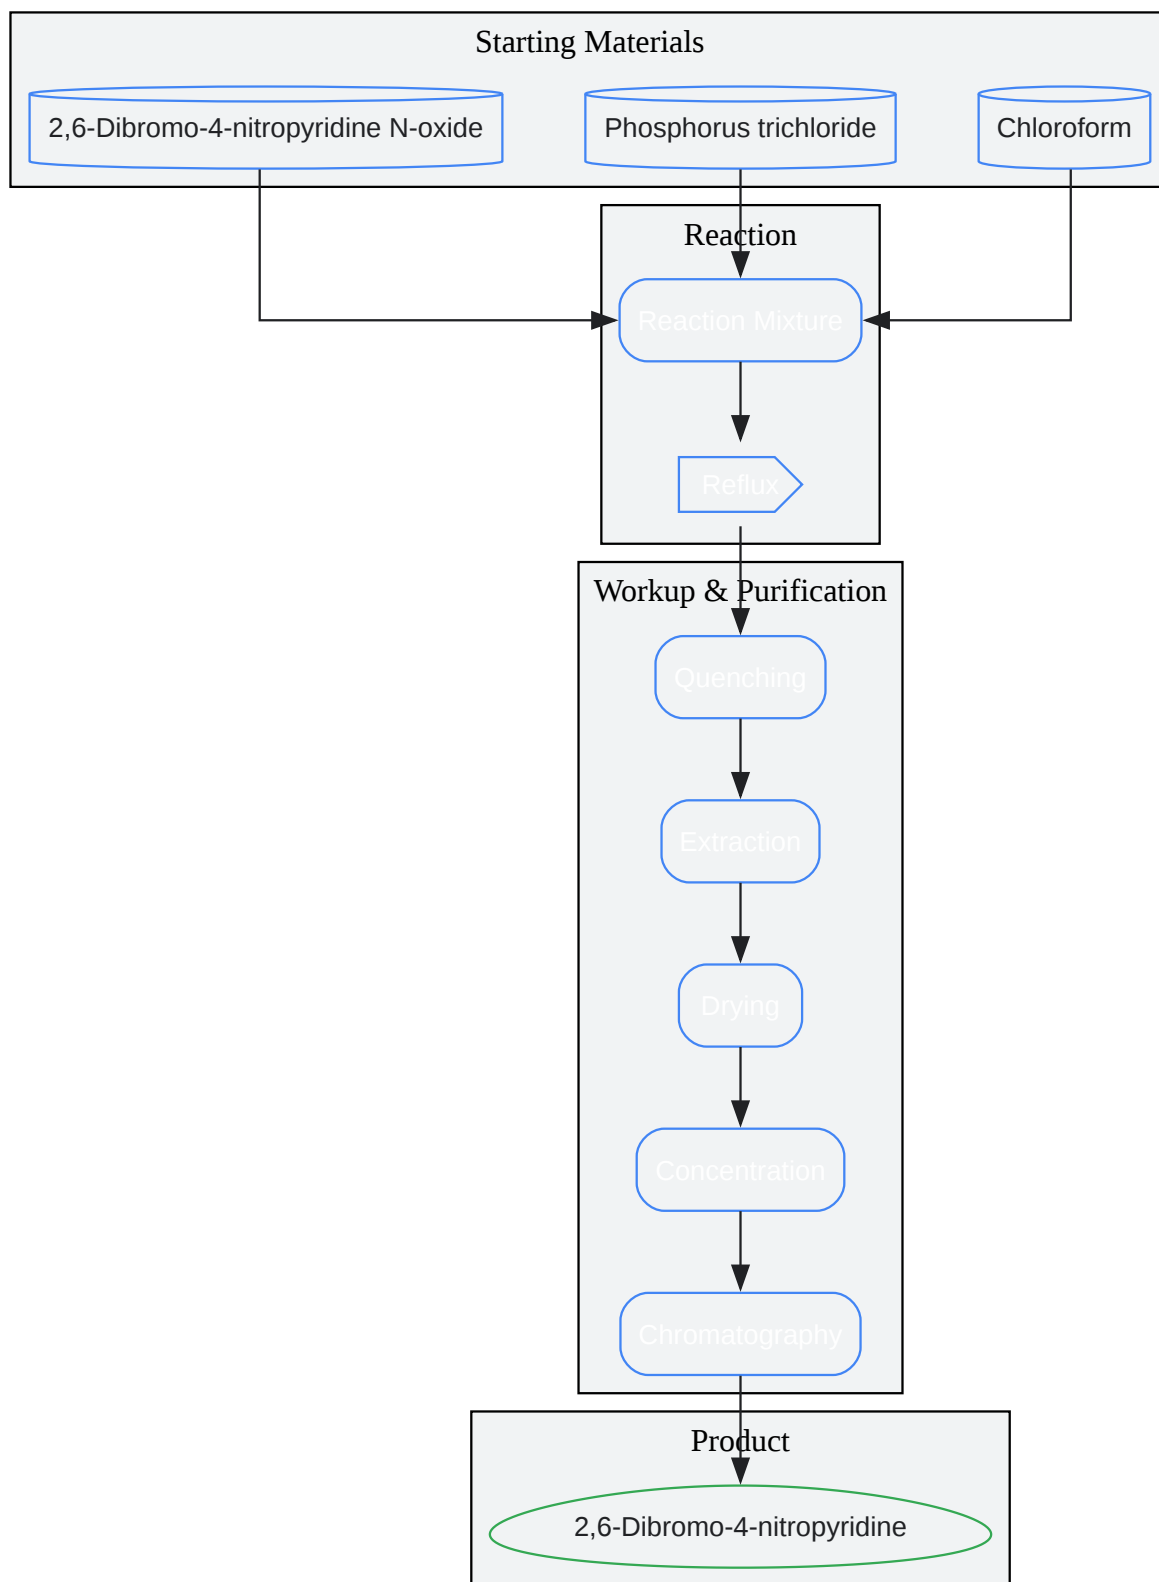 Starting Materials
2,6-Dibromo-4-nitropyridine N-oxide
Phosphorus trichloride
Chloroform
Reaction
Reaction Mixture
Reflux
Workup & Purification
Quenching
Extraction
Drying
Concentration
Chromatography
Product
2,6-Dibromo-4-nitropyridine